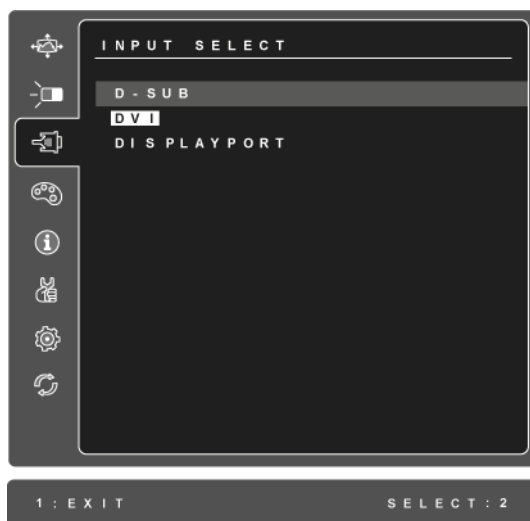 INPUT SELECT
D-SUB
DVI
DISPLAYPORT
1:EXIT SELECT:2